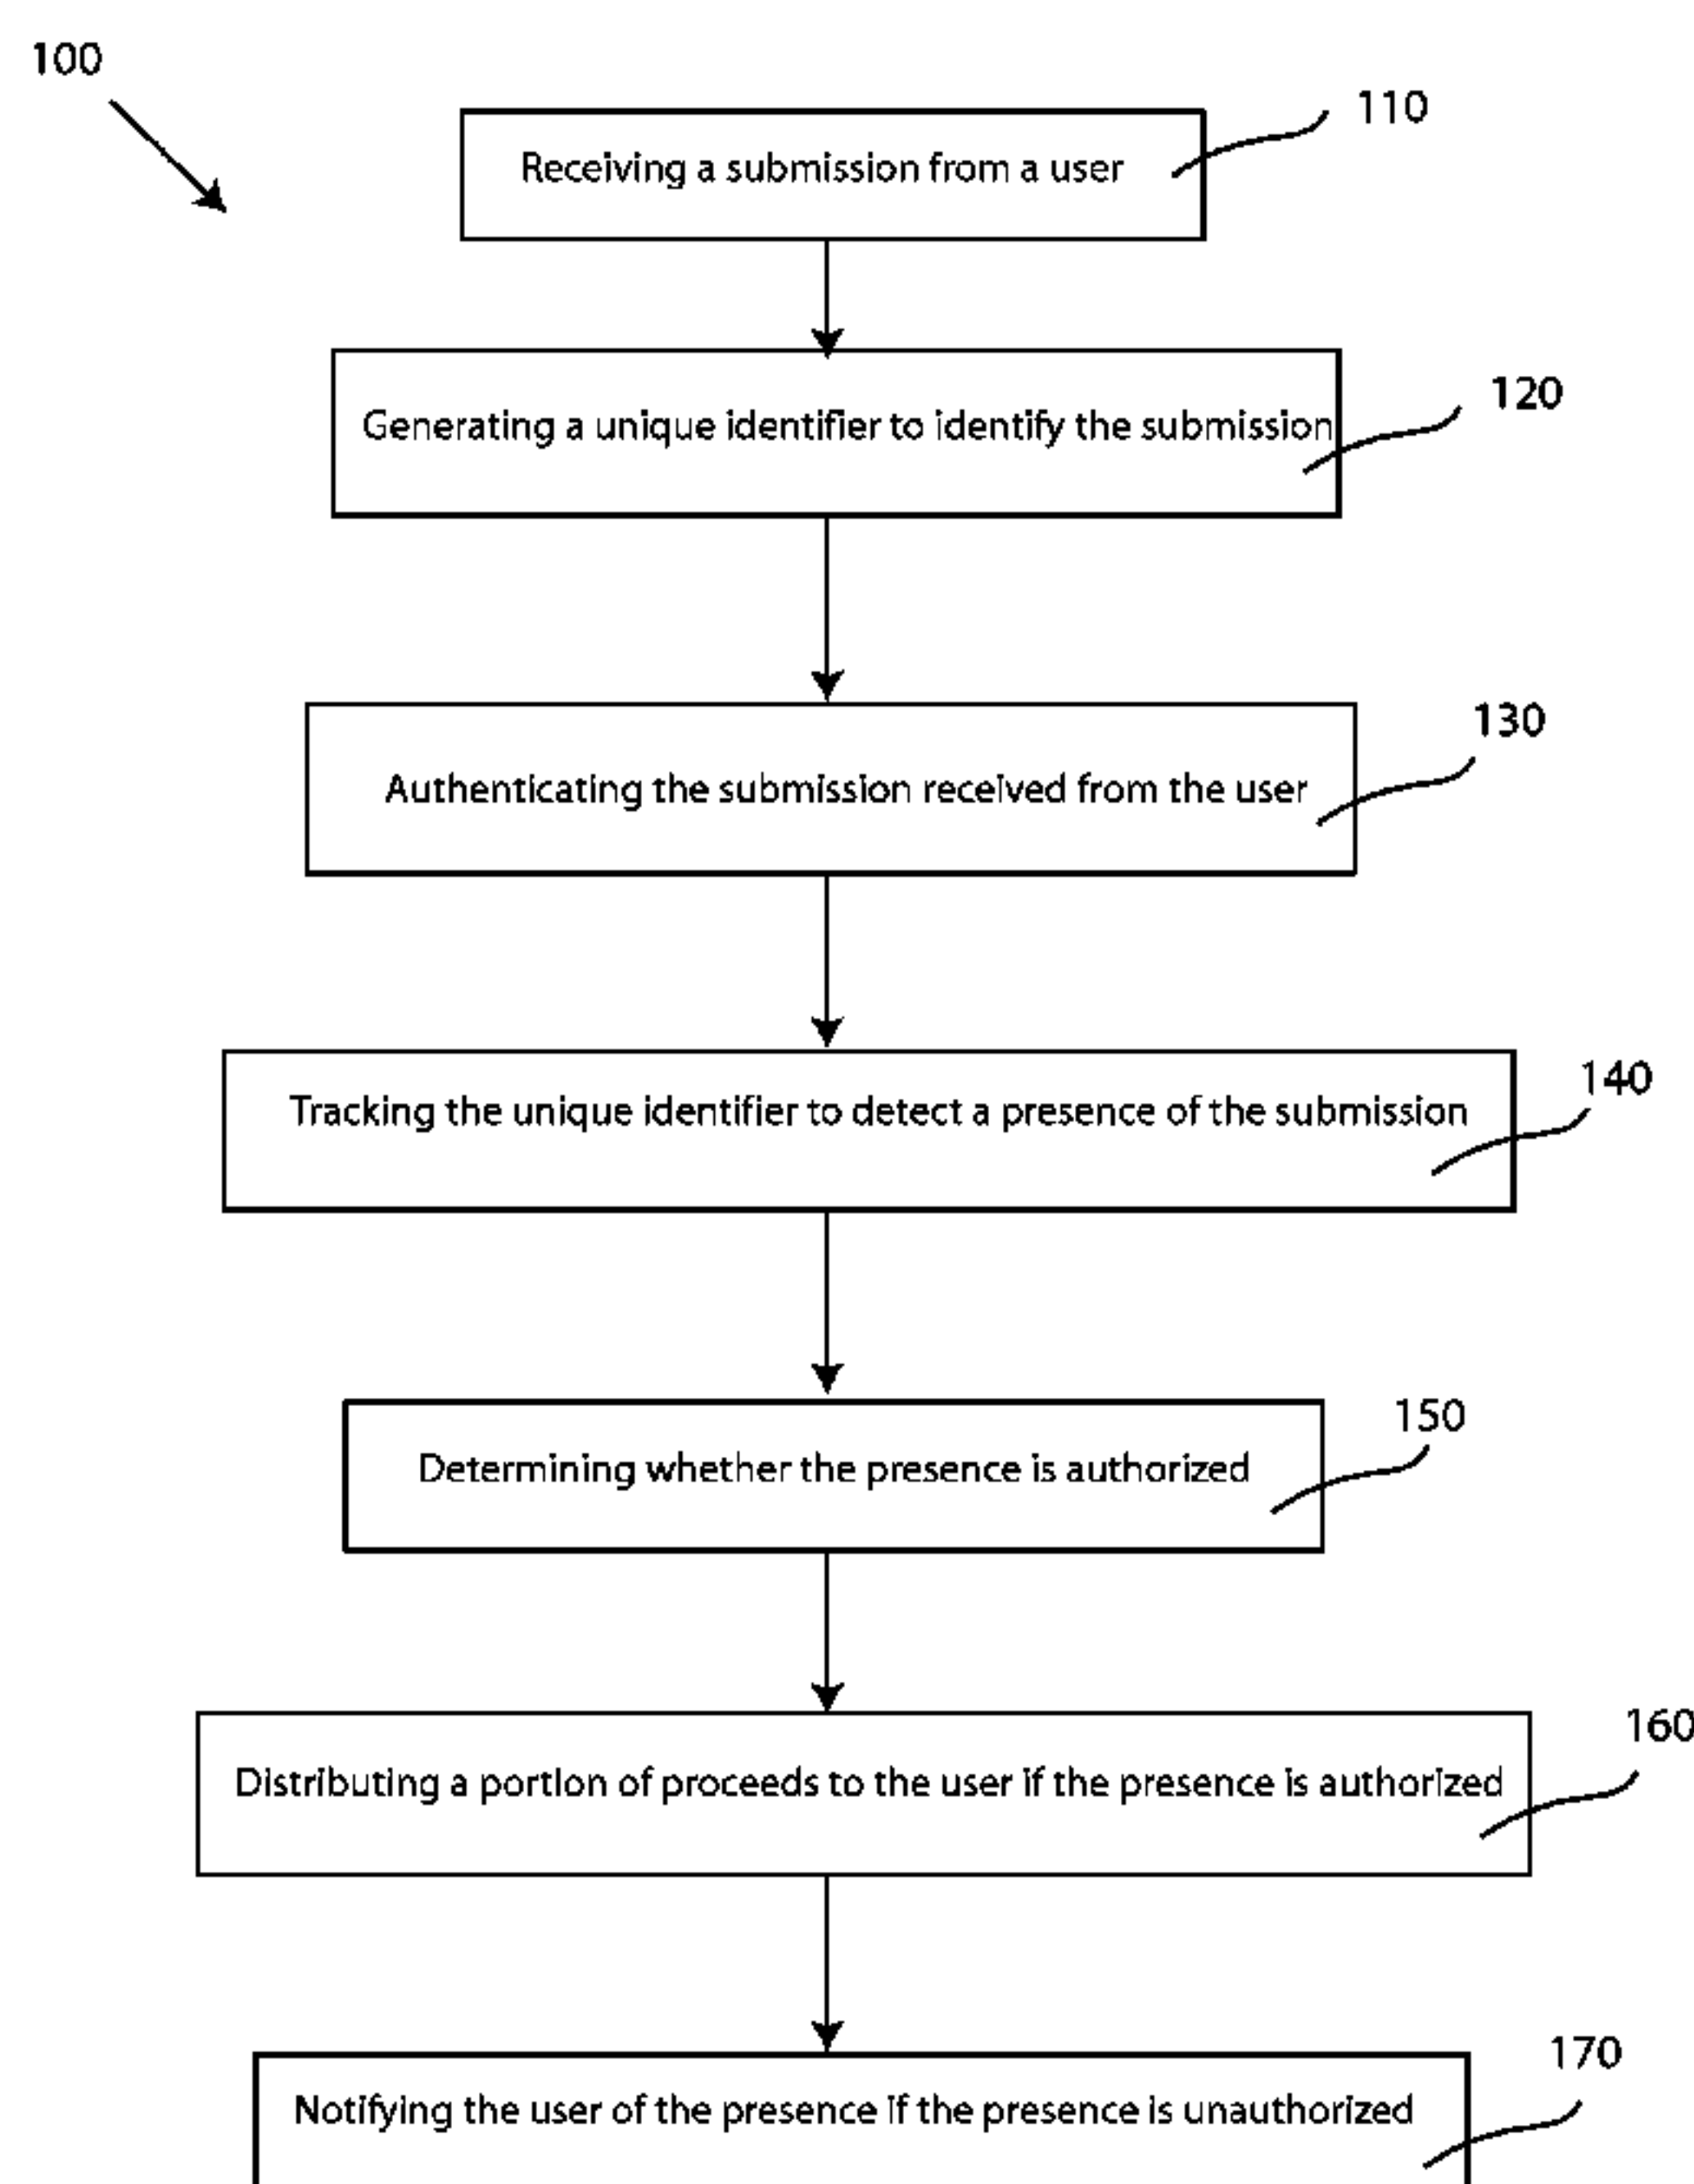 100
110
Receiving a submission from a user
120
Generating a unique identifier to identify the submission
130
Authenticating the submission received from the user
140
Tracking the unique identifier to detect a presence of the submission
150
Determining whether the presence is authorized
160
Distributing a portion of proceeds to the user if the presence is authorized
170
Notifying the user of the presence if the presence is unauthorized